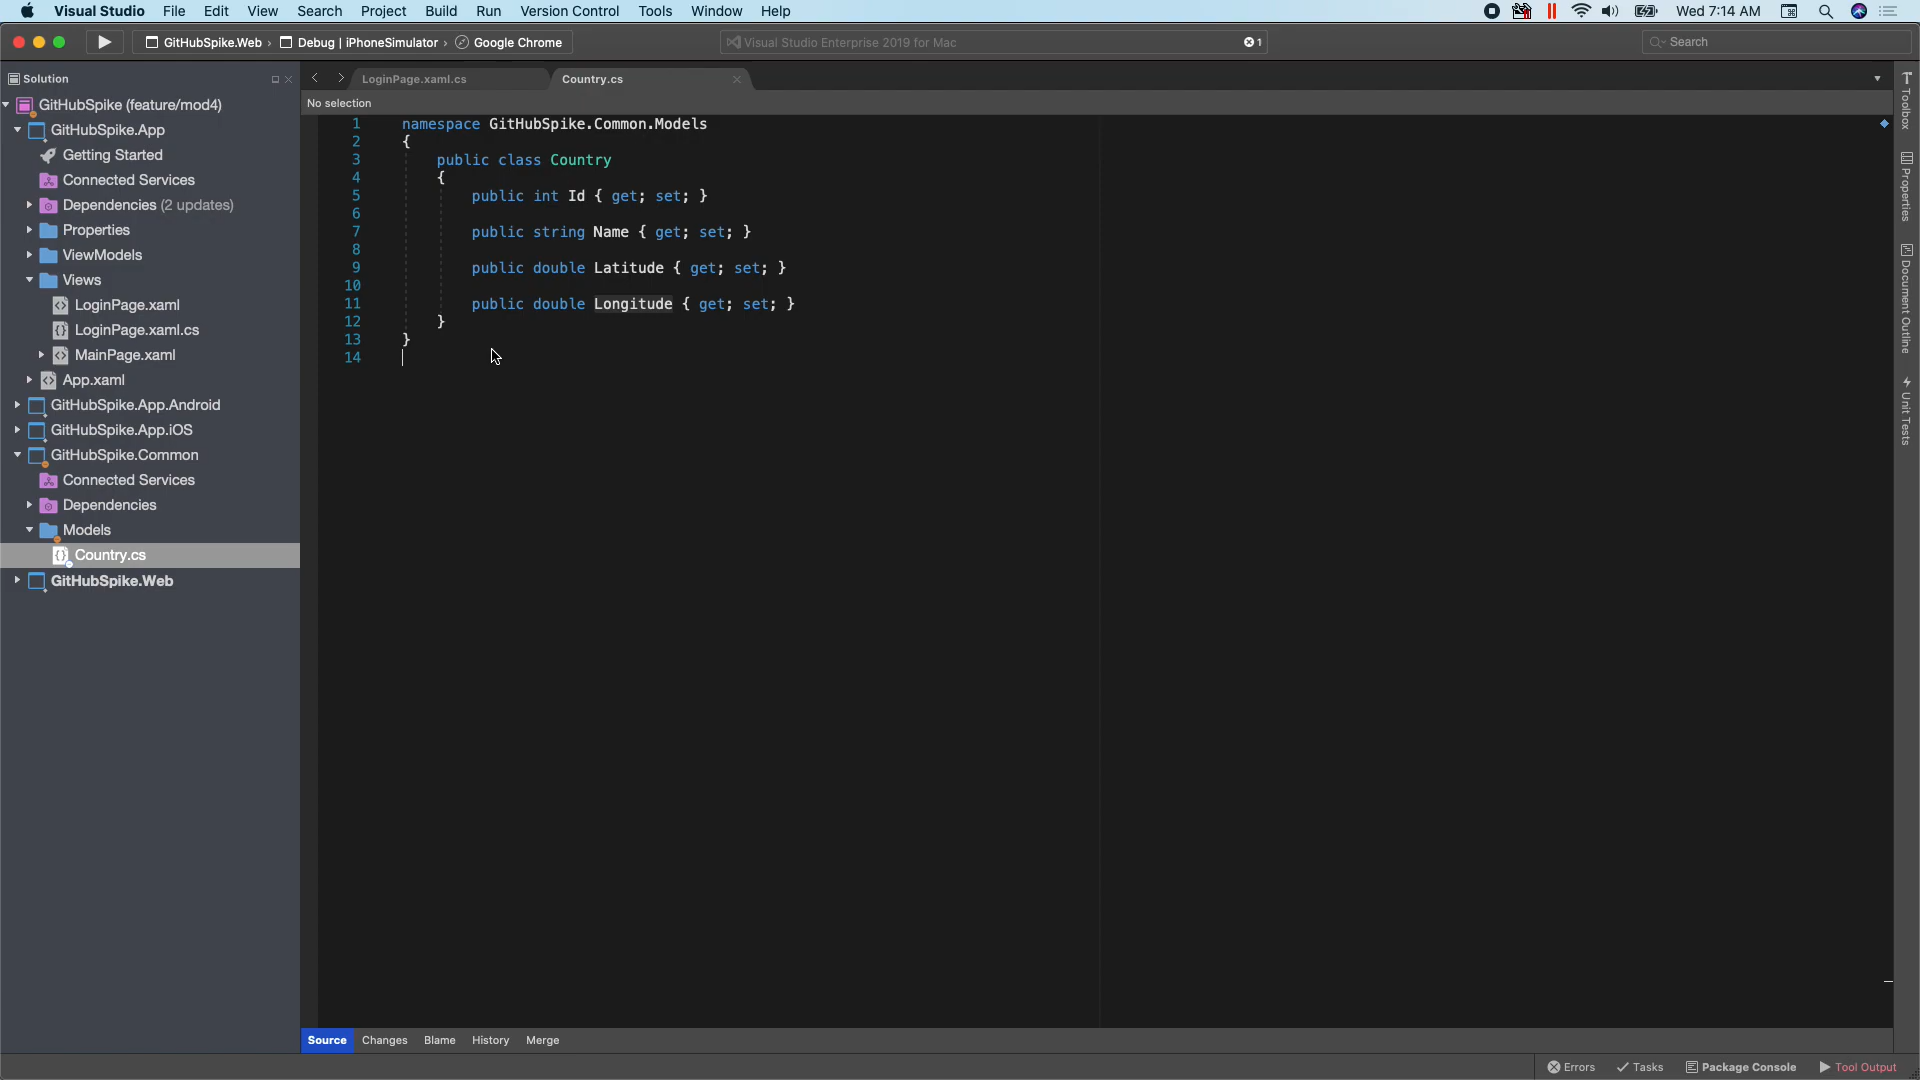 Visual Studio File Edit View Search Project Build Run Version Control Tools Window Help Wed 7:14 AM
GitHubSpike.Web › Debug | iPhoneSimulator › Google Chrome Visual Studio Enterprise 2019 for Mac 1 Search
Solution
LoginPage.xaml.cs Country.cs
No selection
GitHubSpike (feature/mod4)
GitHubSpike.App
Getting Started
Connected Services
Dependencies (2 updates)
Properties
ViewModels
Views
LoginPage.xaml
LoginPage.xaml.cs
MainPage.xaml
App.xaml
GitHubSpike.App.Android
GitHubSpike.App.iOS
GitHubSpike.Common
Connected Services
Dependencies
Models
Country.cs
GitHubSpike.Web
1 namespace GitHubSpike.Common.Models
2 {
3 public class Country
4 {
5 public int Id { get; set; }
6
7 public string Name { get; set; }
8
9 public double Latitude { get; set; }
10
11 public double Longitude { get; set; }
12 }
13 }
14
Toolbox
Properties
Document Outline
Unit Tests
Source Changes Blame History Merge
Errors Tasks Package Console Tool Output